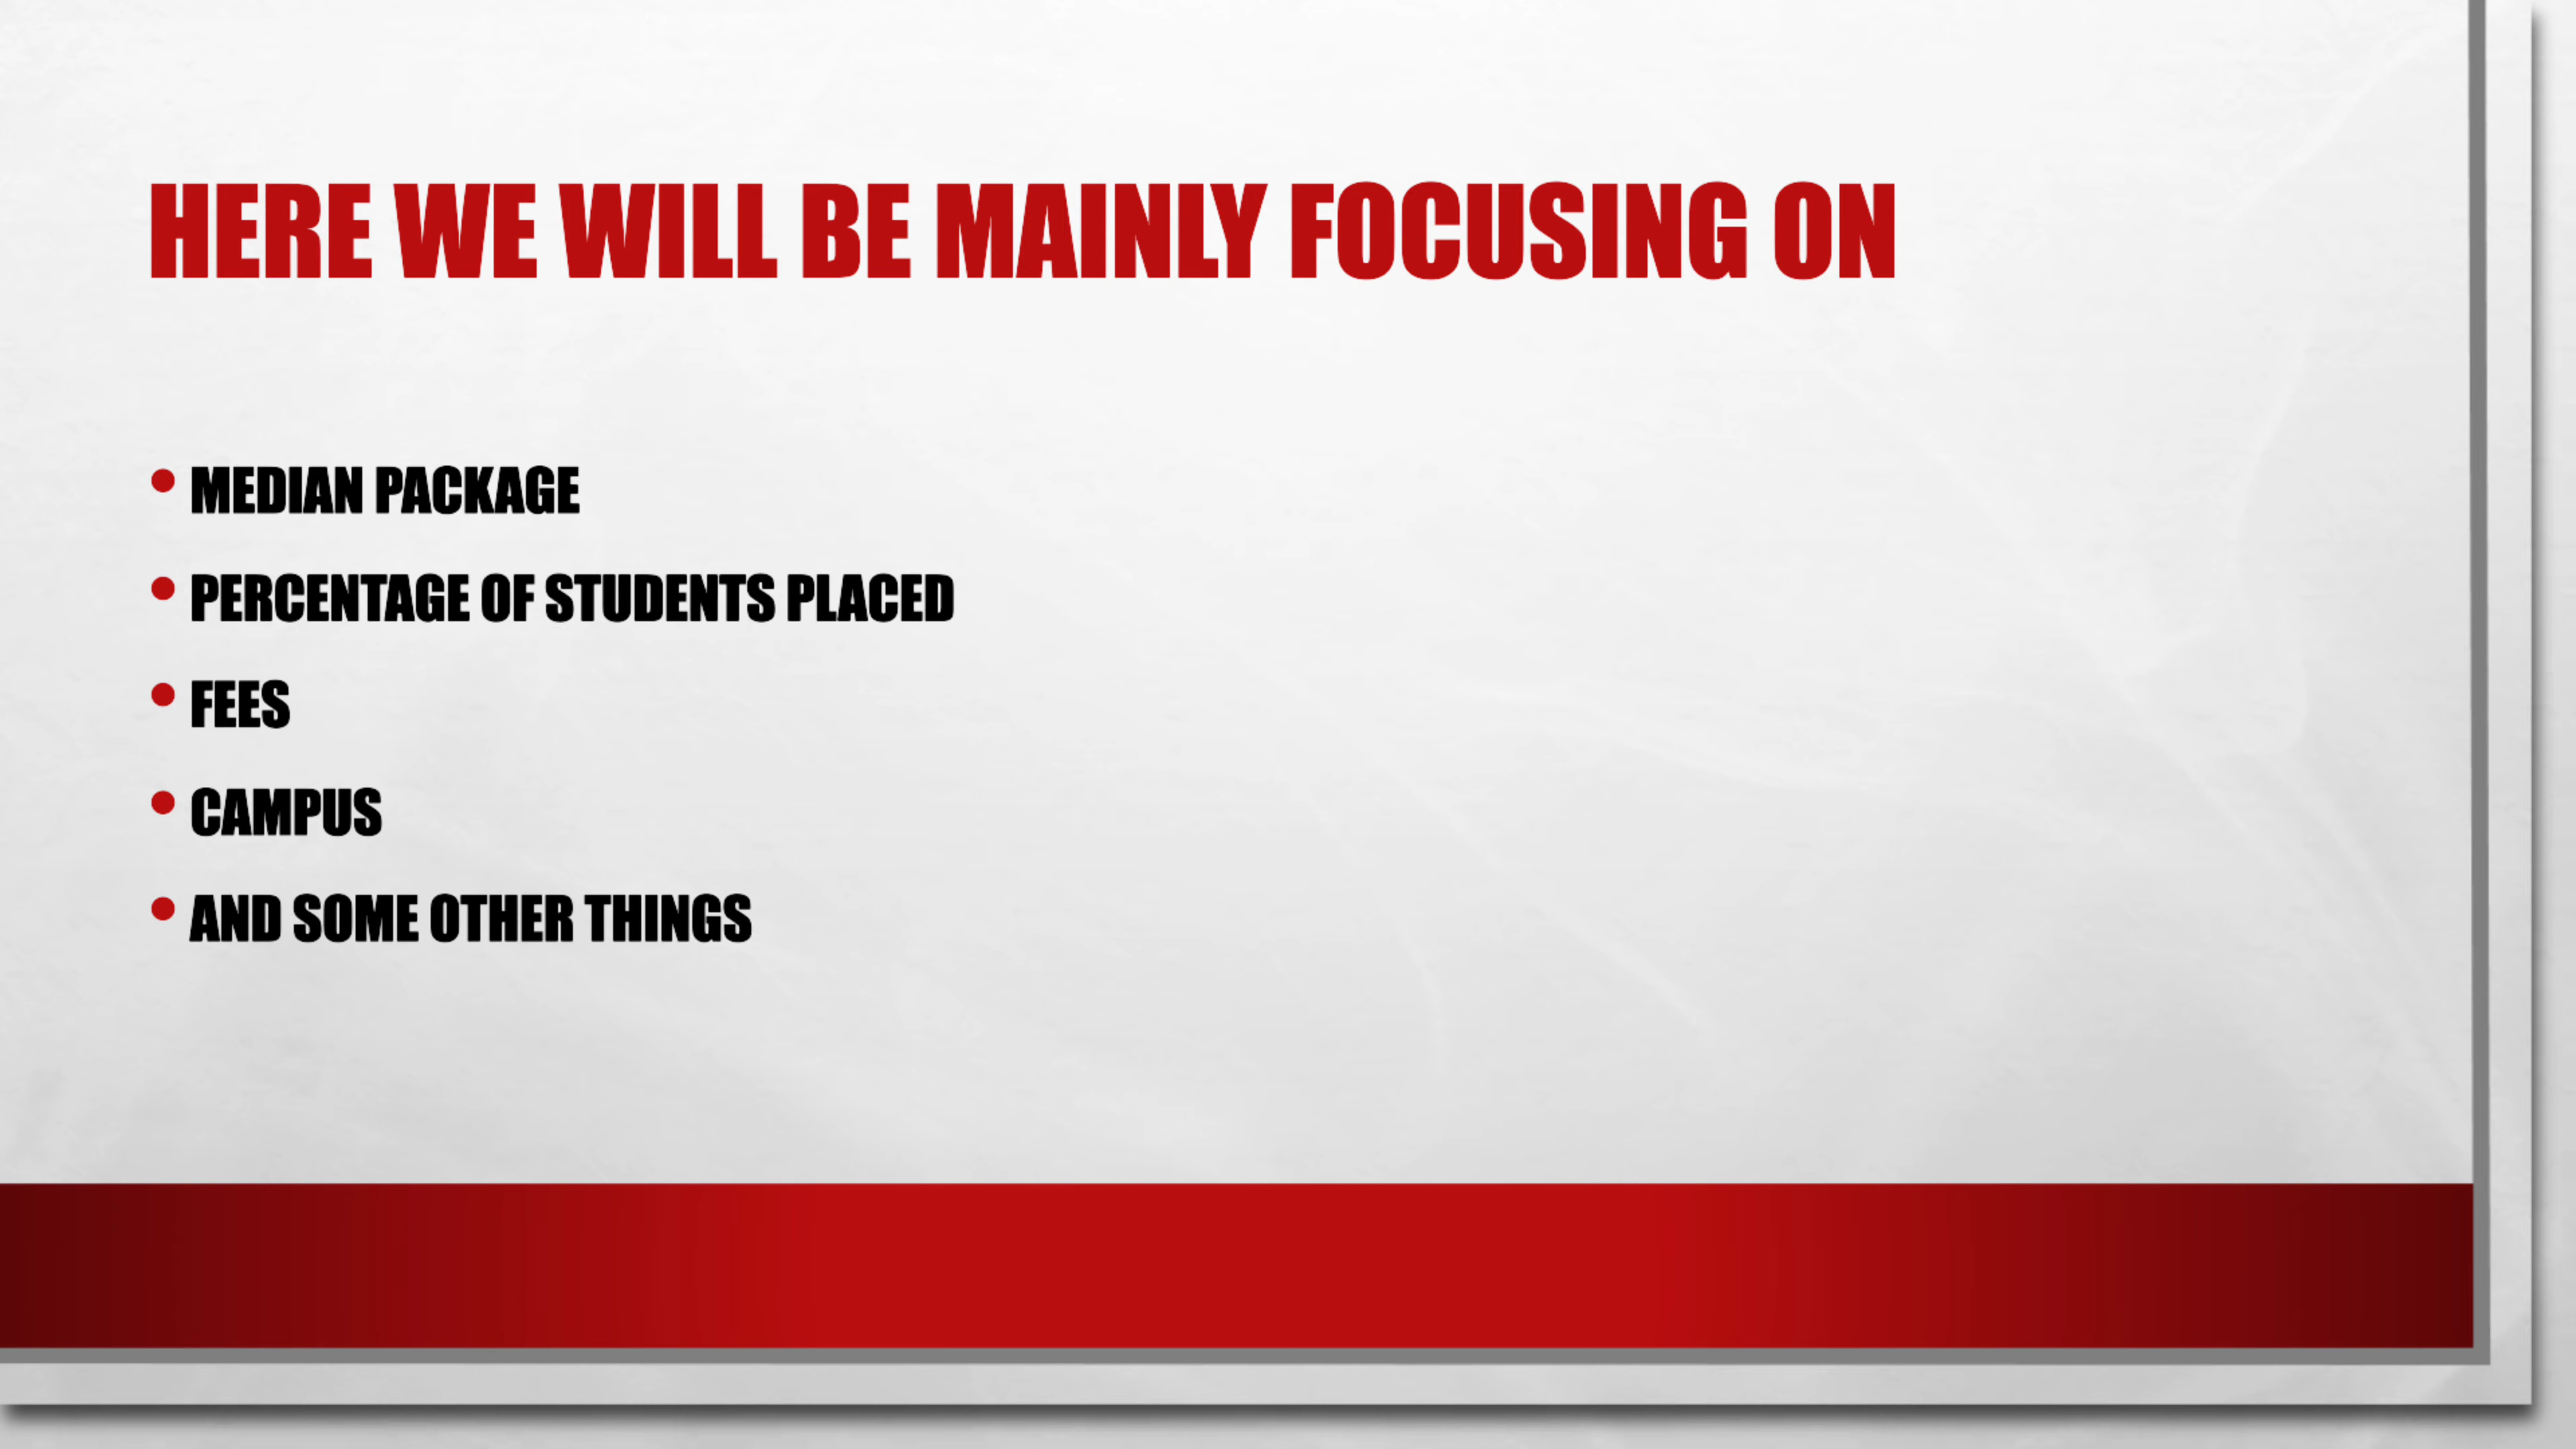 HERE WE WILL BE MAINLY FOCUSING ON
• MEDIAN PACKAGE
• PERCENTAGE OF STUDENTS PLACED
• FEES
• CAMPUS
• AND SOME OTHER THINGS